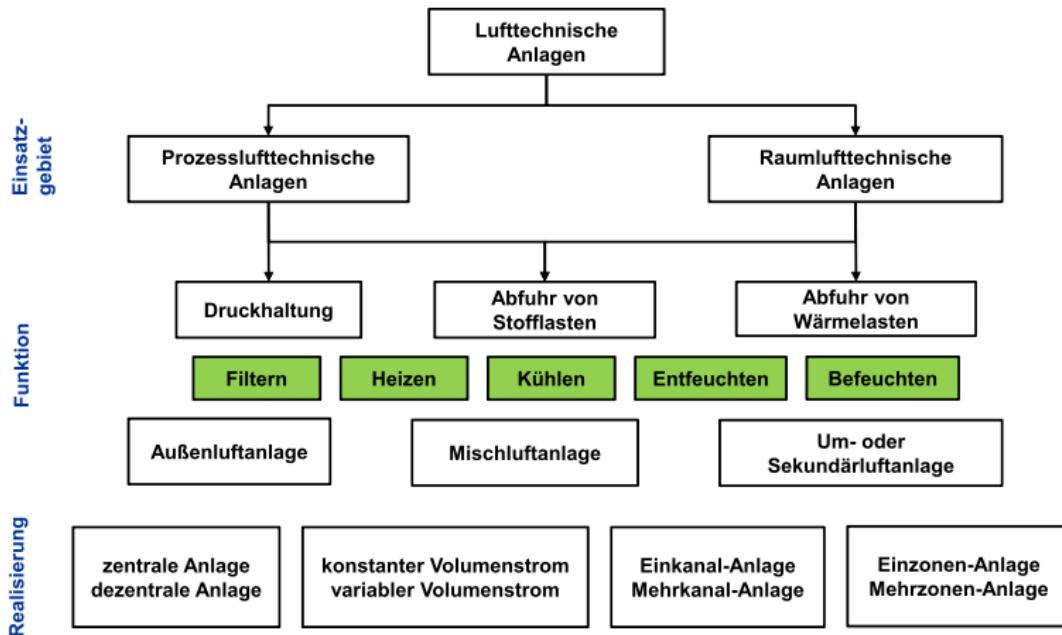 Lufttechnische
Anlagen
Einsatz-
gebiet
Prozesslufttechnische
Anlagen
Raumlufttechnische
Anlagen
Funktion
Druckhaltung
Abfuhr von
Stofflasten
Abfuhr von
Wärmelasten
Filtern
Heizen
Kühlen
Entfeuchten
Befeuchten
Außenluftanlage
Mischluftanlage
Um- oder
Sekundärluftanlage
Realisierung
zentrale Anlage
dezentrale Anlage
konstanter Volumenstrom
variabler Volumenstrom
Einkanal-Anlage
Mehrkanal-Anlage
Einzonen-Anlage
Mehrzonen-Anlage